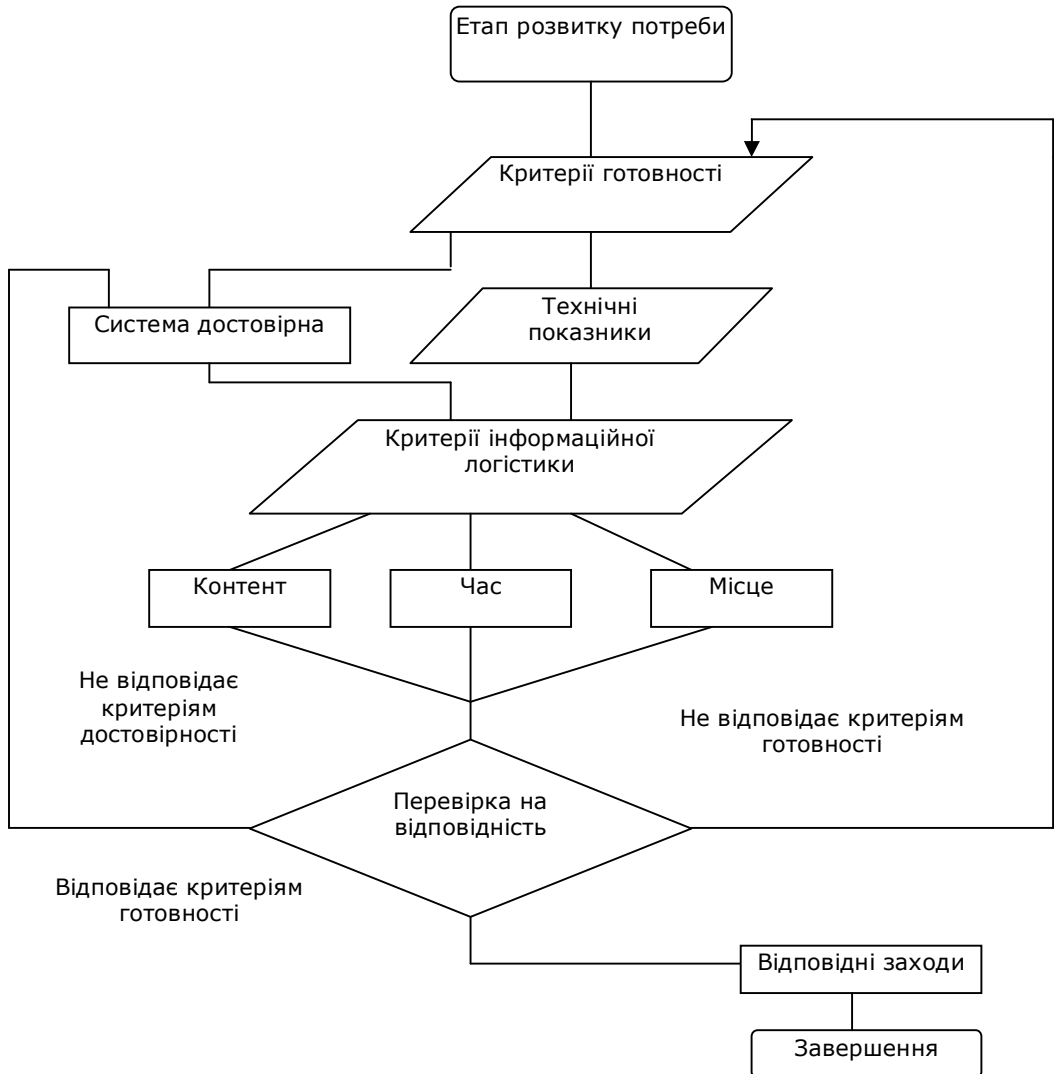 Етап розвитку потреби
Критерії готовності
Система достовірна
Технічні
показники
Критерії інформаційної
логістики
Контент
Час
Місце
Не відповідає
критеріям
достовірності
Не відповідає критеріям
готовності
Перевірка на
відповідність
Відповідає критеріям
готовності
Відповідні заходи
Завершення